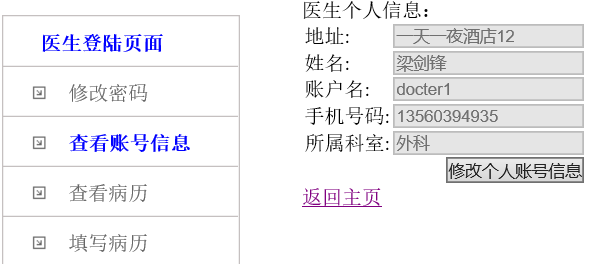 医生登陆页面
修改密码
查看账号信息
查看病历
填写病历
医生个人信息：
地址: 一天一夜酒店12
姓名: 梁剑锋
账户名: docter1
手机号码: 13560394935
所属科室: 外科
修改个人账号信息
返回主页